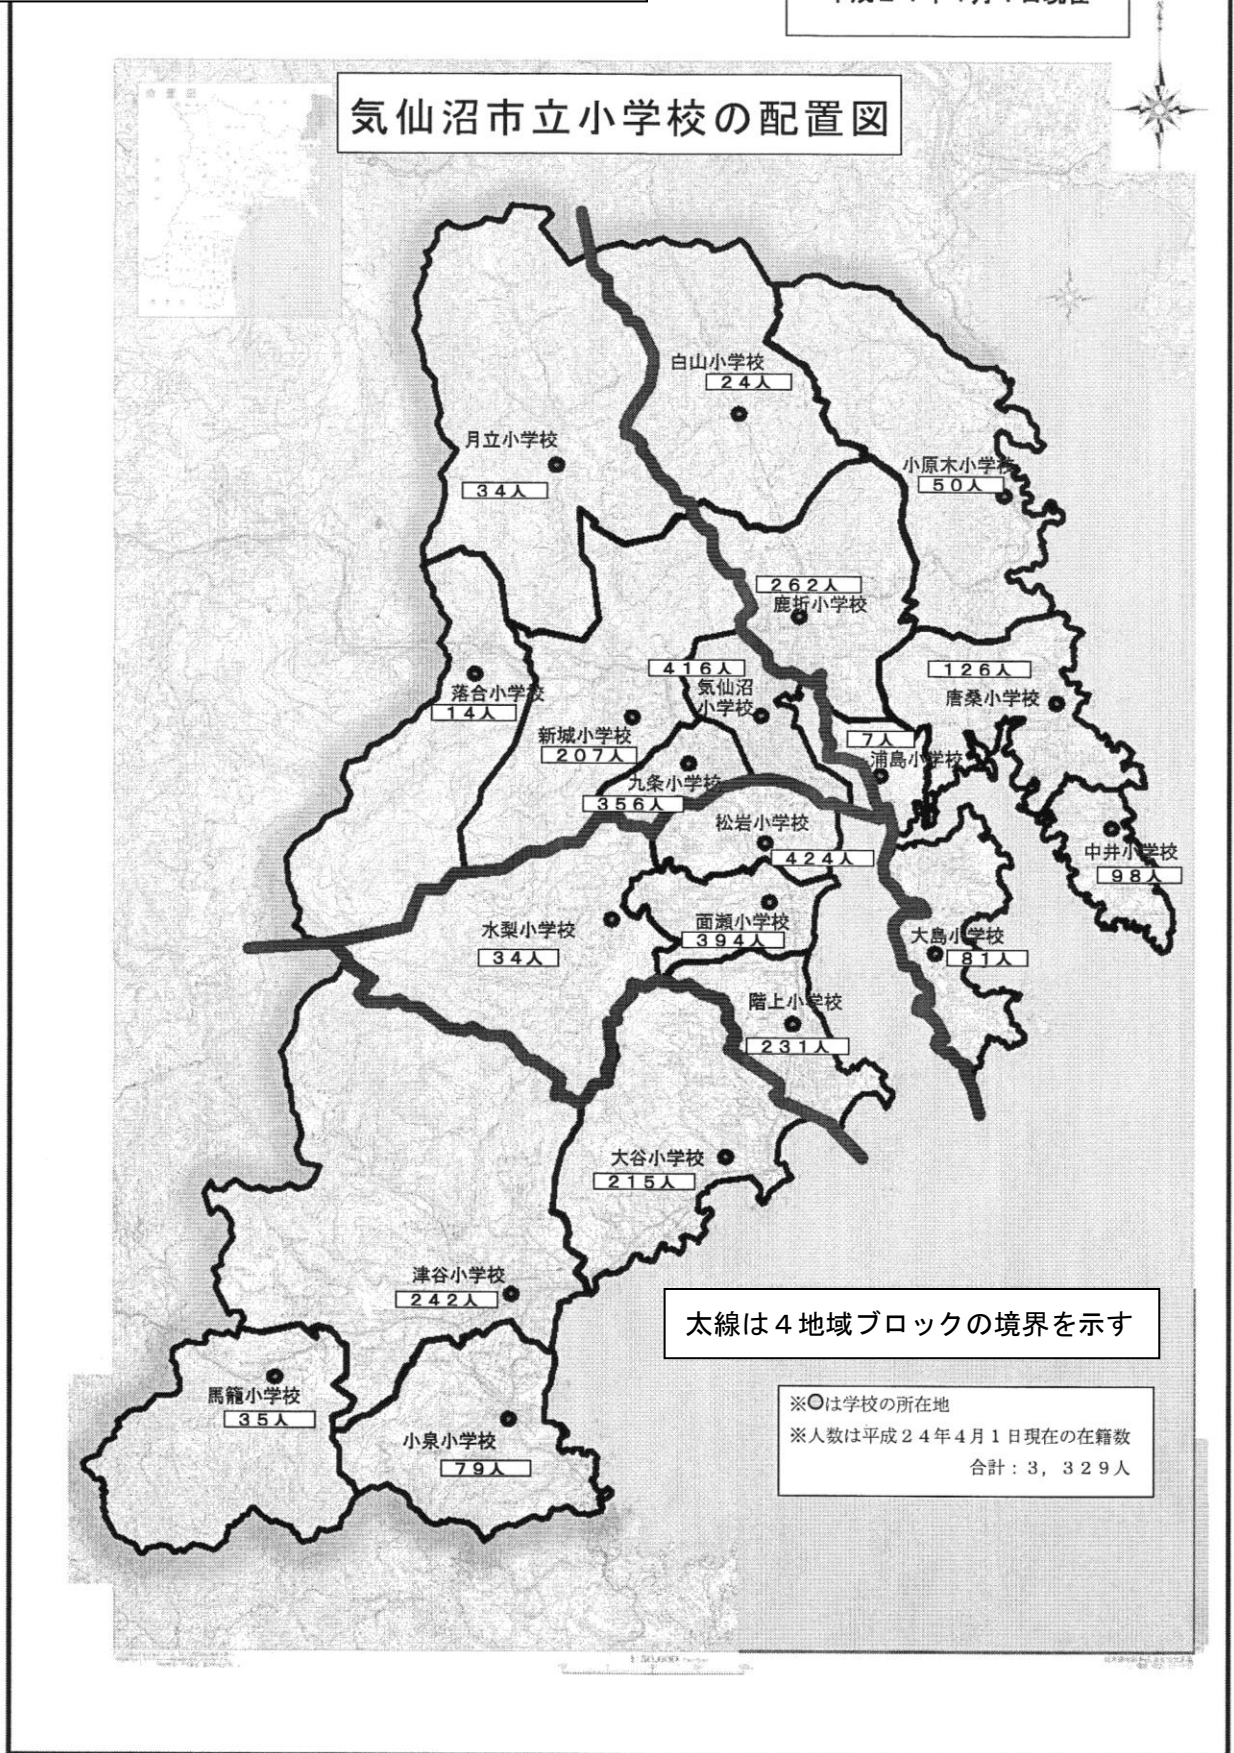 気仙沼市立小学校の配置図
白山小学校
24人
月立小学校
34人
小原木小学校
50人
262人
鹿折小学校
416人
気仙沼
小学校
126人
唐桑小学校
落合小学校
14人
新城小学校
207人
7人
浦島小学校
九条小学校
356人
松岩小学校
424人
中井小学校
98人
水梨小学校
34人
面瀬小学校
394人
大島小学校
81人
階上小学校
231人
大谷小学校
215人
津谷小学校
242人
太線は4地域ブロックの境界を示す
馬籠小学校
35人
小泉小学校
79人
※◎は学校の所在地
※人数は平成24年4月1日現在の在籍数
合計：3，329人